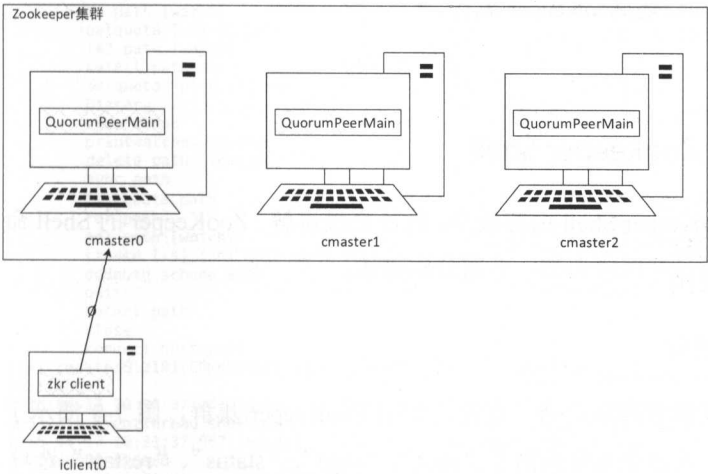 Zookeeper集群
QuorumPeerMain
QuorumPeerMain
QuorumPeerMain
cmaster0
cmaster1
cmaster2
Ø
zkr client
iclient0